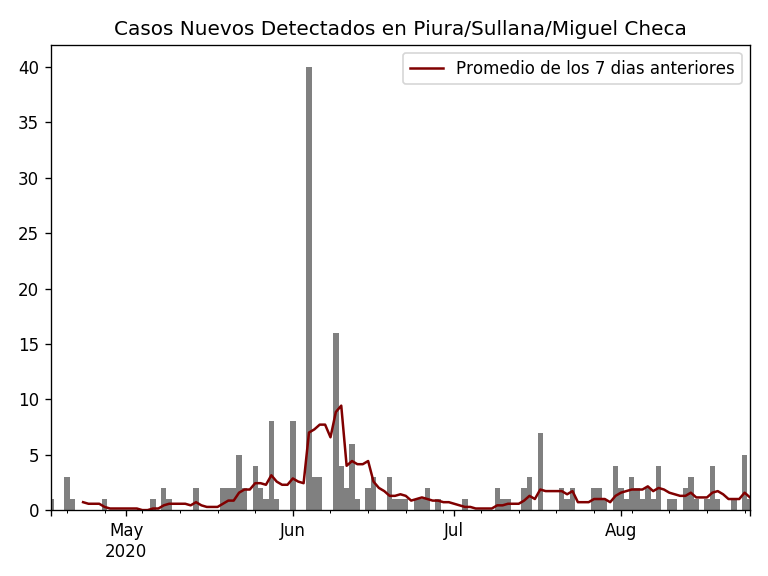 Casos Nuevos Detectados en Piura/Sullana/Miguel Checa
Promedio de los 7 dias anteriores
40
35
30
25
20
15
10
5
0
May
2020
Jun
Jul
Aug